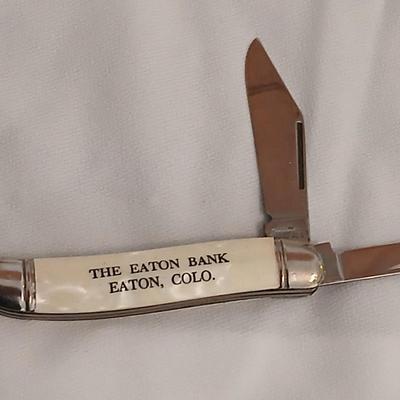 THE EATON BANK
EATON, COLO.